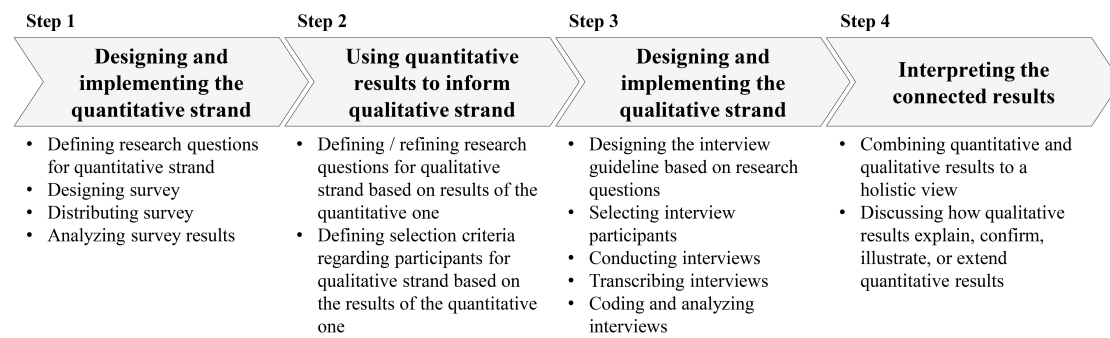 Step 1
Designing and
implementing the
quantitative strand
• Defining research questions
for quantitative strand
• Designing survey
• Distributing survey
• Analyzing survey results
Step 2
Using quantitative
results to inform
qualitative strand
• Defining / refining research
questions for qualitative
strand based on results of the
quantitative one
• Defining selection criteria
regarding participants for
qualitative strand based on
the results of the quantitative
one
Step 3
Designing and
implementing the
qualitative strand
• Designing the interview
guideline based on research
questions
• Selecting interview
participants
• Conducting interviews
• Transcribing interviews
• Coding and analyzing
interviews
Step 4
Interpreting the
connected results
• Combining quantitative and
qualitative results to a
holistic view
• Discussing how qualitative
results explain, confirm,
illustrate, or extend
quantitative results